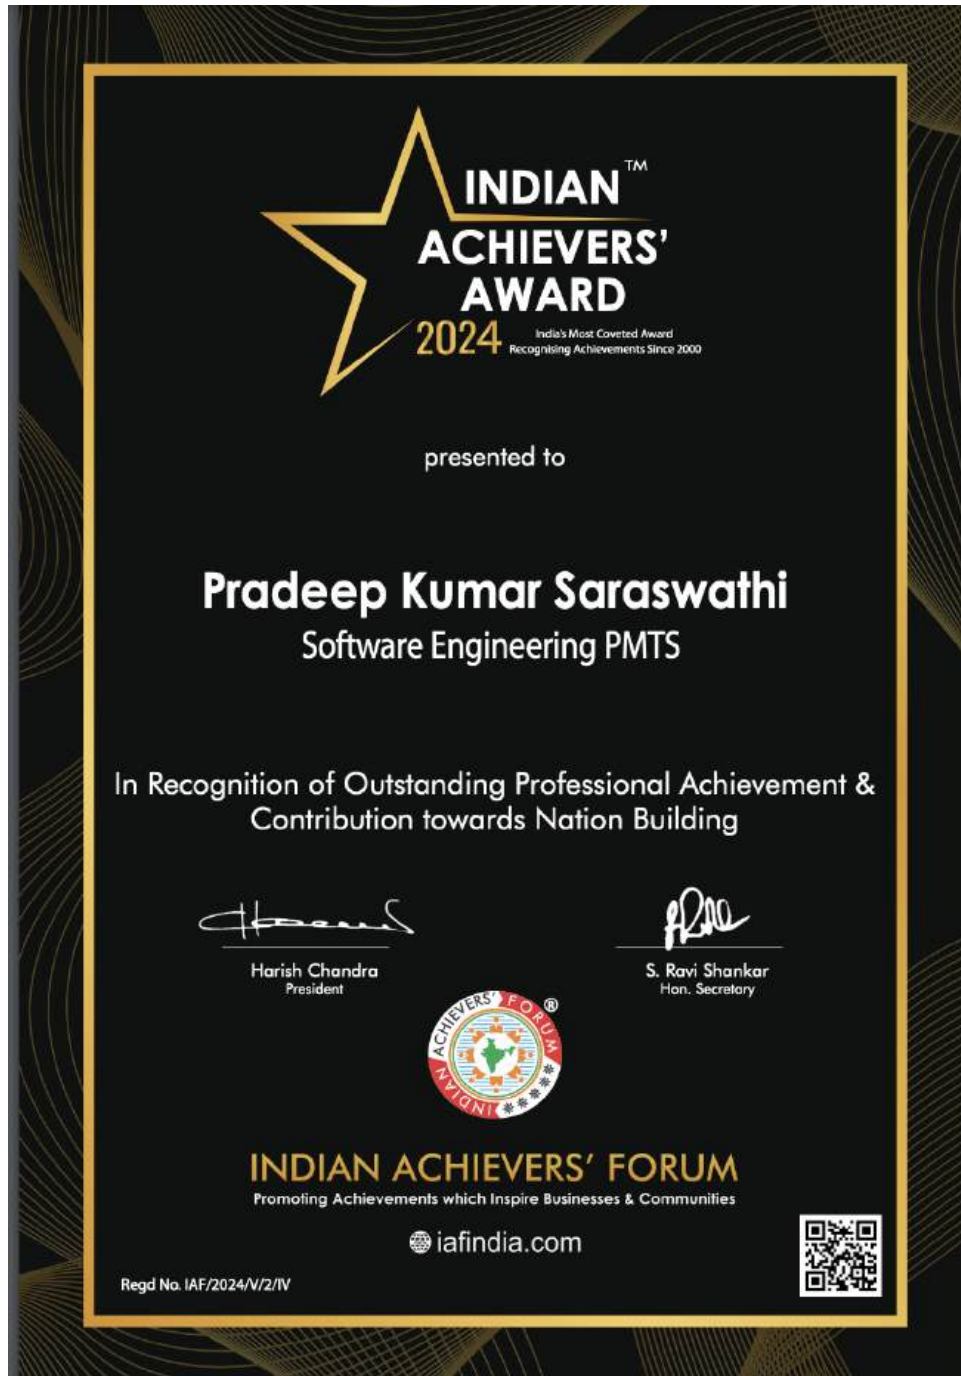 INDIAN™
ACHIEVERS’
AWARD
2024
India's Most Coveted Award
Recognising Achievements Since 2000
presented to
Pradeep Kumar Saraswathi
Software Engineering PMTS
In Recognition of Outstanding Professional Achievement &
Contribution towards Nation Building
Harish Chandra
President
S. Ravi Shankar
Hon. Secretary
INDIAN ACHIEVERS' FORUM ®
INDIAN ACHIEVERS’ FORUM
Promoting Achievements which Inspire Businesses & Communities
iafindia.com
Regd No. IAF/2024/V/2/IV